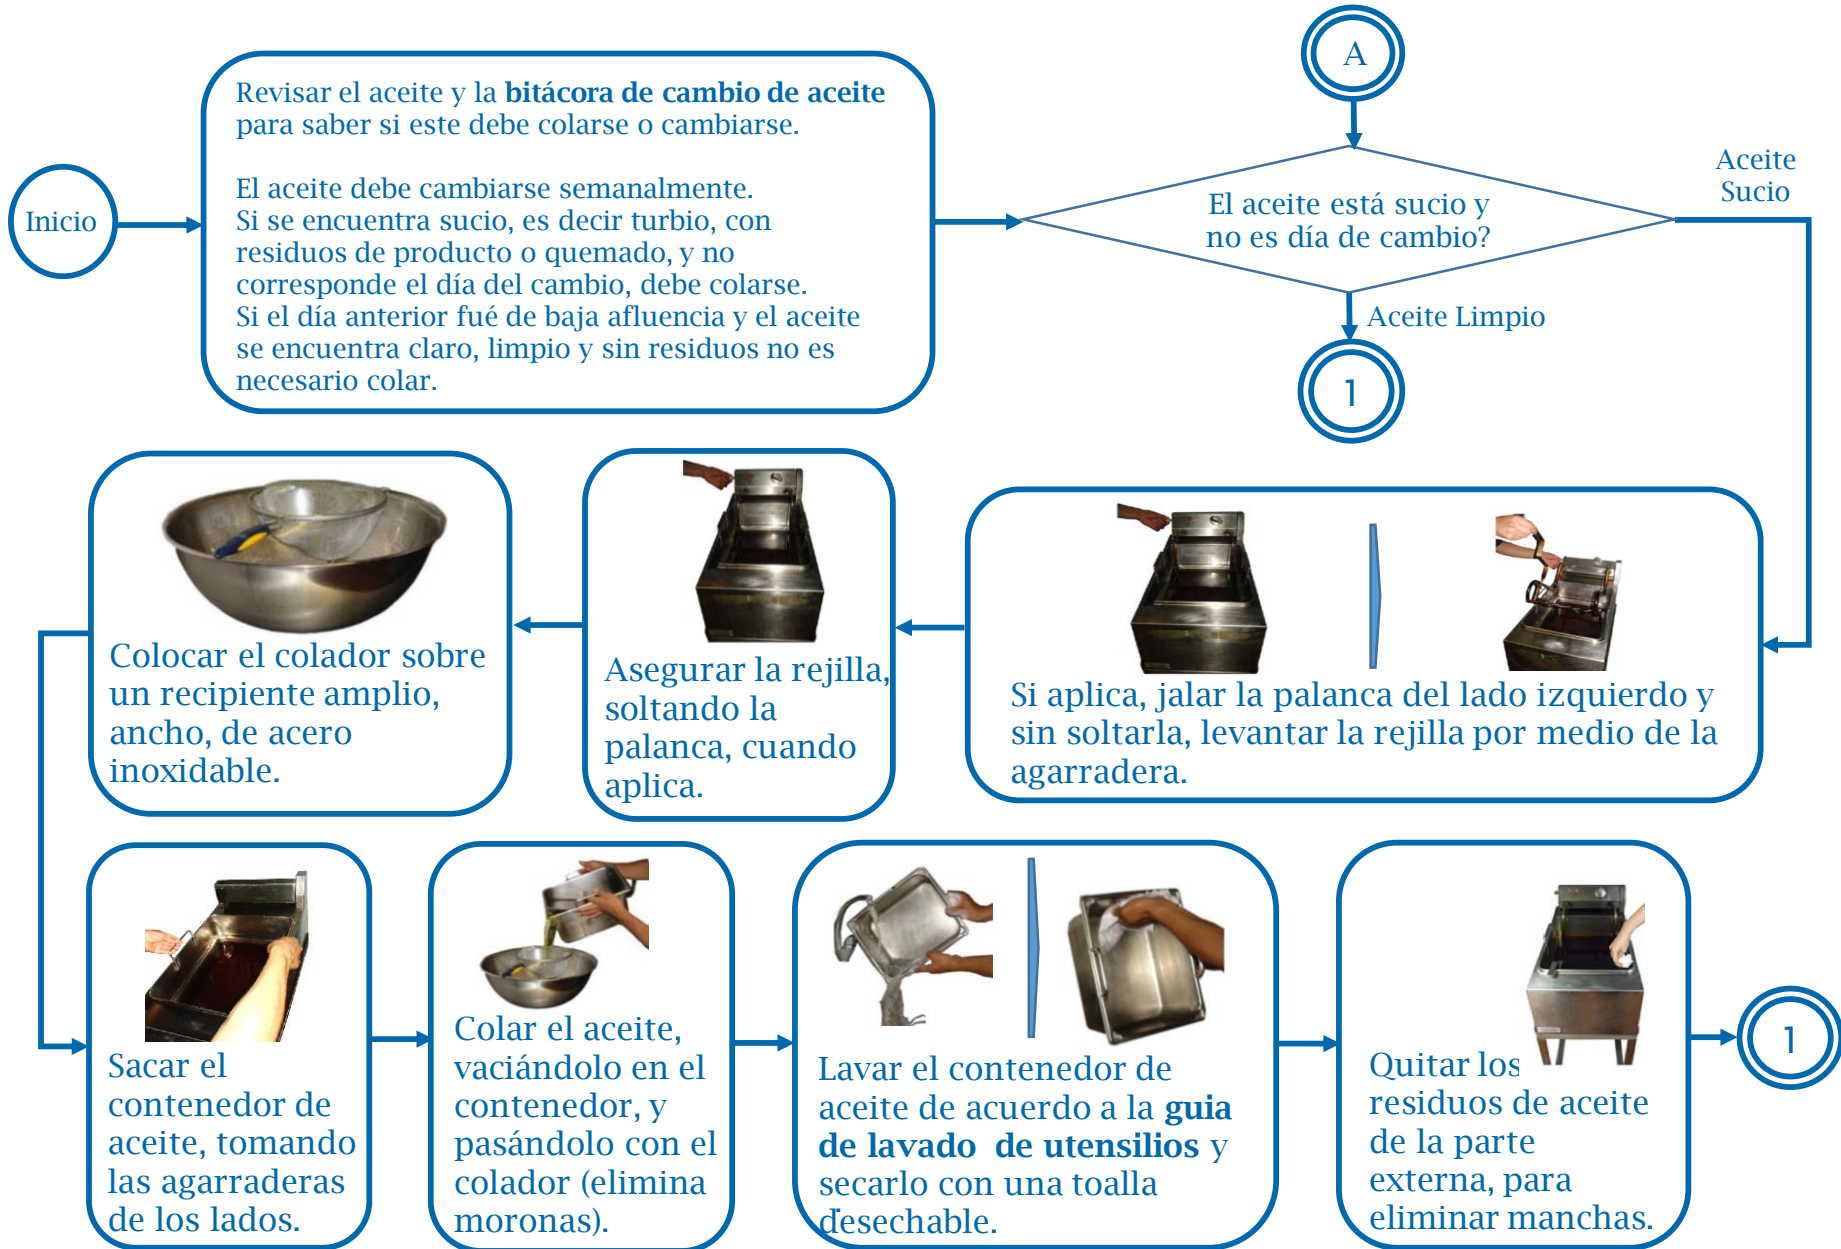 Inicio
Revisar el aceite y la bitácora de cambio de aceite
para saber si este debe colarse o cambiarse.
El aceite debe cambiarse semanalmente.
Si se encuentra sucio, es decir turbio, con
residuos de producto o quemado, y no
corresponde el día del cambio, debe colarse.
Si el día anterior fué de baja afluencia y el aceite
se encuentra claro, limpio y sin residuos no es
necesario colar.
A
El aceite está sucio y
no es día de cambio?
Aceite
Sucio
Aceite Limpio
1
Si aplica, jalar la palanca del lado izquierdo y
sin soltarla, levantar la rejilla por medio de la
agarradera.
Asegurar la rejilla,
soltando la
palanca, cuando
aplica.
Colocar el colador sobre
un recipiente amplio,
ancho, de acero
inoxidable.
Sacar el
contenedor de
aceite, tomando
las agarraderas
de los lados.
Colar el aceite,
vaciándolo en el
contenedor, y
pasándolo con el
colador (elimina
moronas).
Lavar el contenedor de
aceite de acuerdo a la guia
de lavado de utensilios y
secarlo con una toalla
desechable.
Quitar los
residuos de aceite
de la parte
externa, para
eliminar manchas.
1